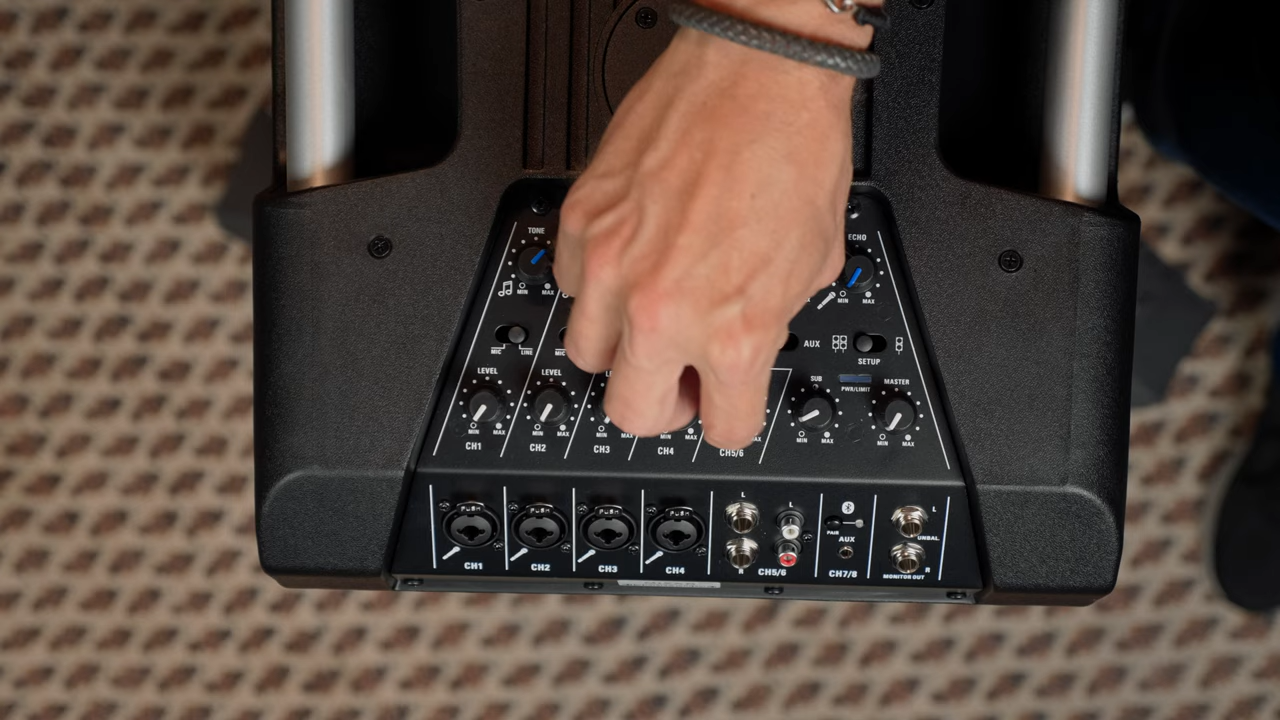 TONE
ECHO
MIN MAX
MIN MAX
MIC LINE
MIC
AUX
SETUP
LEVEL
LEVEL
LE
SUB
PWR/LIMIT
MASTER
MIN MAX
MIN MAX
MIN MAX
MIN MAX
MIN MAX
MIN MAX
CH1
CH2
CH3
CH4
CH5/6
PUSH
PUSH
PUSH
PUSH
L
L
L
PAIR
AUX
UNBAL.
R
R
CH1
CH2
CH3
CH4
CH5/6
CH7/8
MONITOR OUT